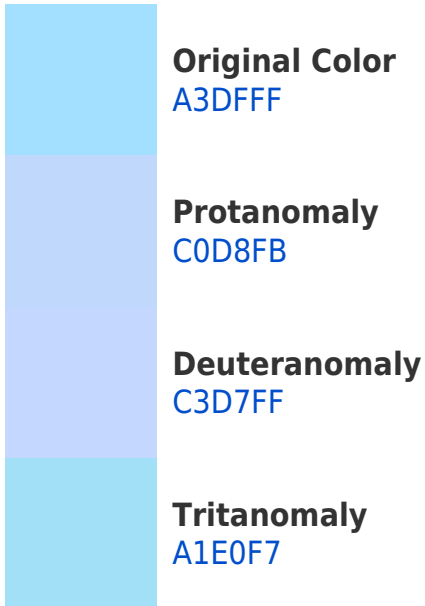 Original Color
A3DFFF
Protanomaly
C0D8FB
Deuteranomaly
C3D7FF
Tritanomaly
A1E0F7